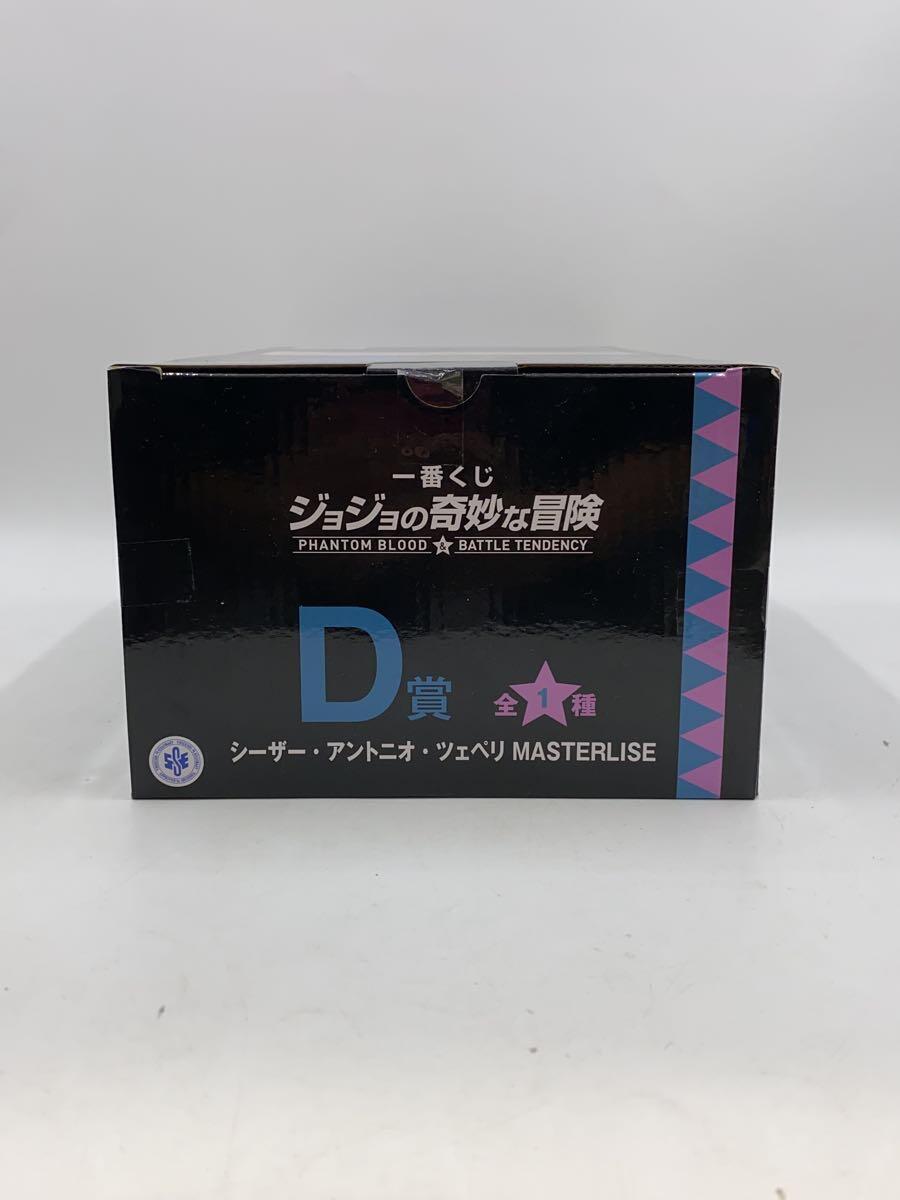 一番くじ
ジョジョの奇妙な冒険
PHANTOM BLOOD & BATTLE TENDENCY
D賞 全1種
シーザー・アントニオ・ツェペリ MASTERLISE